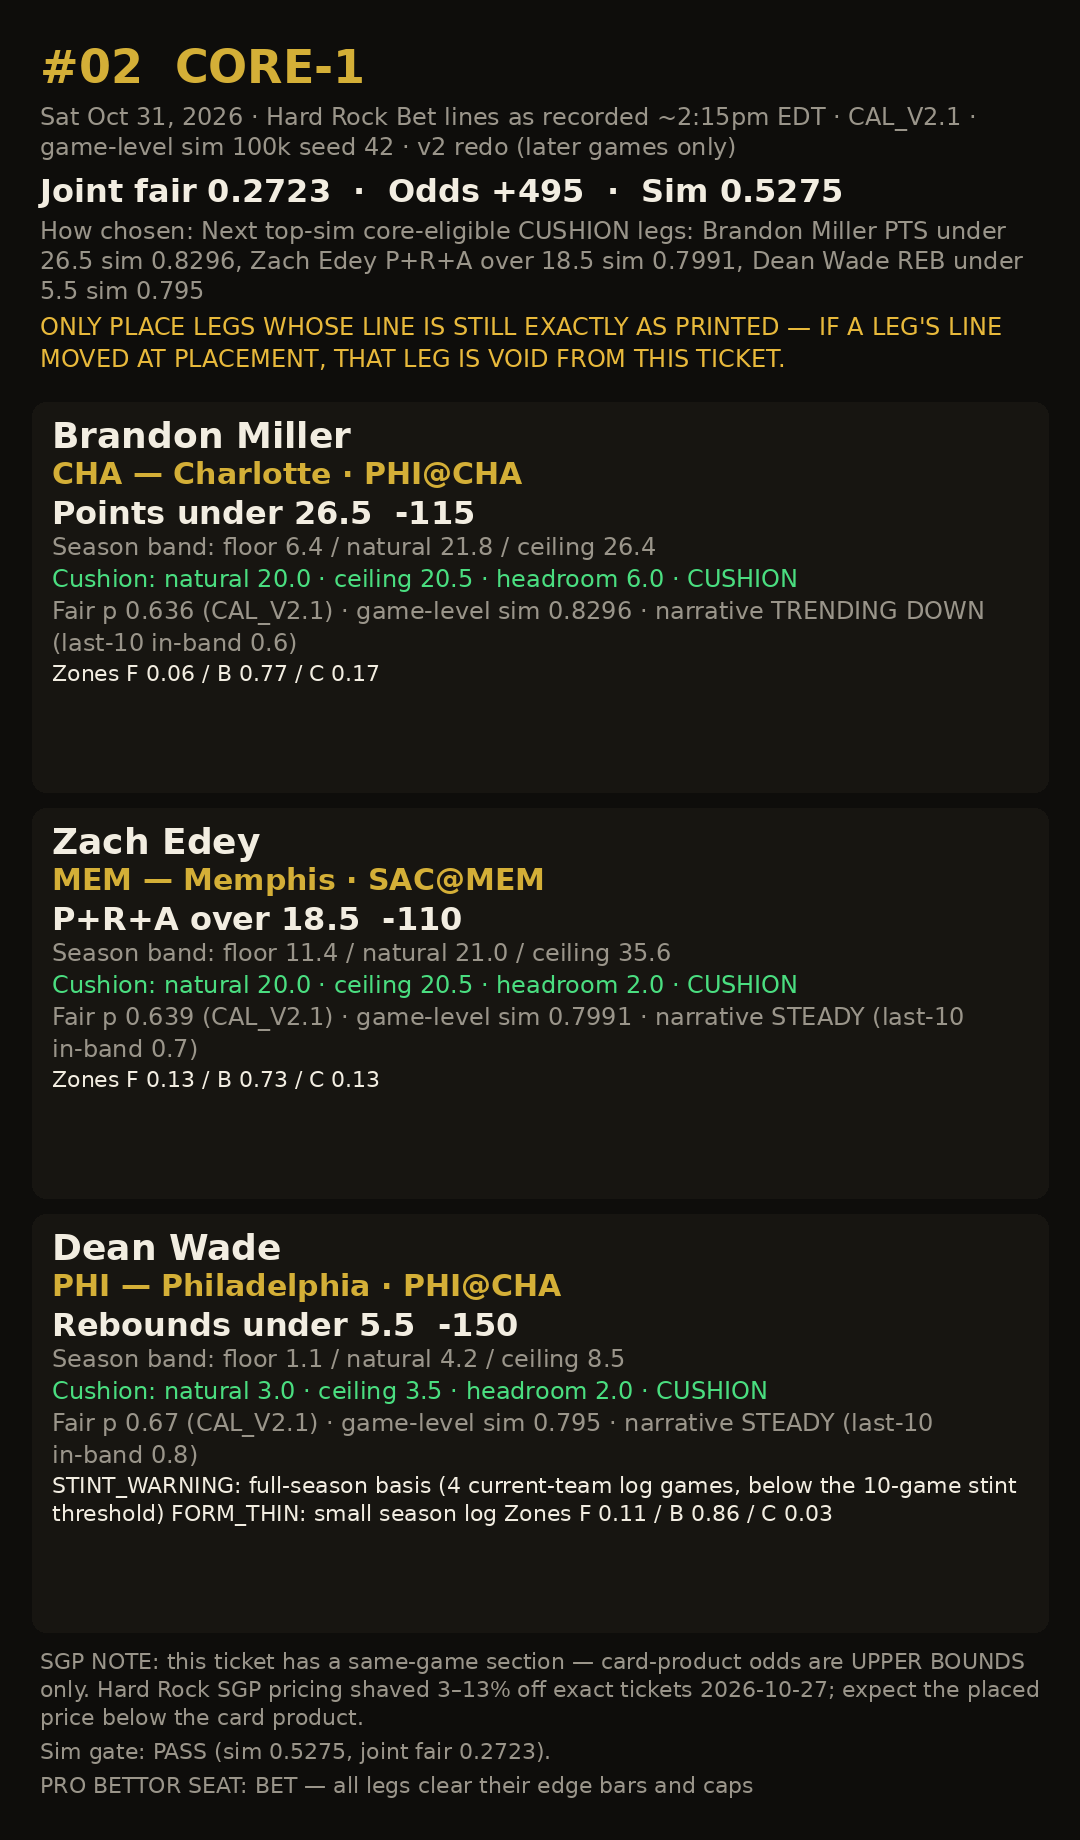 #02  CORE-1
Sat Oct 31, 2026 · Hard Rock Bet lines as recorded ~2:15pm EDT · CAL_V2.1 ·
game-level sim 100k seed 42 · v2 redo (later games only)
Joint fair 0.2723  ·  Odds +495  ·  Sim 0.5275
How chosen: Next top-sim core-eligible CUSHION legs: Brandon Miller PTS under
26.5 sim 0.8296, Zach Edey P+R+A over 18.5 sim 0.7991, Dean Wade REB under
5.5 sim 0.795
ONLY PLACE LEGS WHOSE LINE IS STILL EXACTLY AS PRINTED — IF A LEG'S LINE
MOVED AT PLACEMENT, THAT LEG IS VOID FROM THIS TICKET.
Brandon Miller
CHA — Charlotte · PHI@CHA
Points under 26.5  -115
Season band: floor 6.4 / natural 21.8 / ceiling 26.4
Cushion: natural 20.0 · ceiling 20.5 · headroom 6.0 · CUSHION
Fair p 0.636 (CAL_V2.1) · game-level sim 0.8296 · narrative TRENDING DOWN
(last-10 in-band 0.6)
Zones F 0.06 / B 0.77 / C 0.17
Zach Edey
MEM — Memphis · SAC@MEM
P+R+A over 18.5  -110
Season band: floor 11.4 / natural 21.0 / ceiling 35.6
Cushion: natural 20.0 · ceiling 20.5 · headroom 2.0 · CUSHION
Fair p 0.639 (CAL_V2.1) · game-level sim 0.7991 · narrative STEADY (last-10
in-band 0.7)
Zones F 0.13 / B 0.73 / C 0.13
Dean Wade
PHI — Philadelphia · PHI@CHA
Rebounds under 5.5  -150
Season band: floor 1.1 / natural 4.2 / ceiling 8.5
Cushion: natural 3.0 · ceiling 3.5 · headroom 2.0 · CUSHION
Fair p 0.67 (CAL_V2.1) · game-level sim 0.795 · narrative STEADY (last-10
in-band 0.8)
STINT_WARNING: full-season basis (4 current-team log games, below the 10-game stint
threshold) FORM_THIN: small season log Zones F 0.11 / B 0.86 / C 0.03
SGP NOTE: this ticket has a same-game section — card-product odds are UPPER BOUNDS
only. Hard Rock SGP pricing shaved 3–13% off exact tickets 2026-10-27; expect the placed
price below the card product.
Sim gate: PASS (sim 0.5275, joint fair 0.2723).
PRO BETTOR SEAT: BET — all legs clear their edge bars and caps